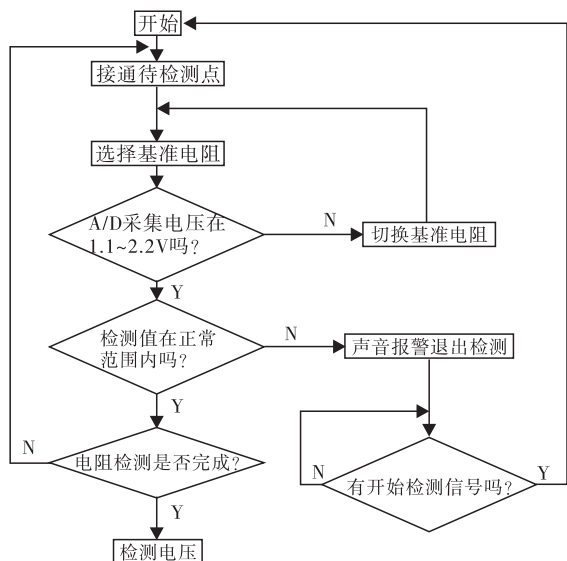 开始
接通待检测点
选择基准电阻
A/D采集电压在
1.1~2.2V吗?
N
切换基准电阻
Y
检测值在正常
范围内吗?
N
声音报警退出检测
Y
N
电阻检测是否完成?
N
有开始检测信号吗?
Y
Y
检测电压